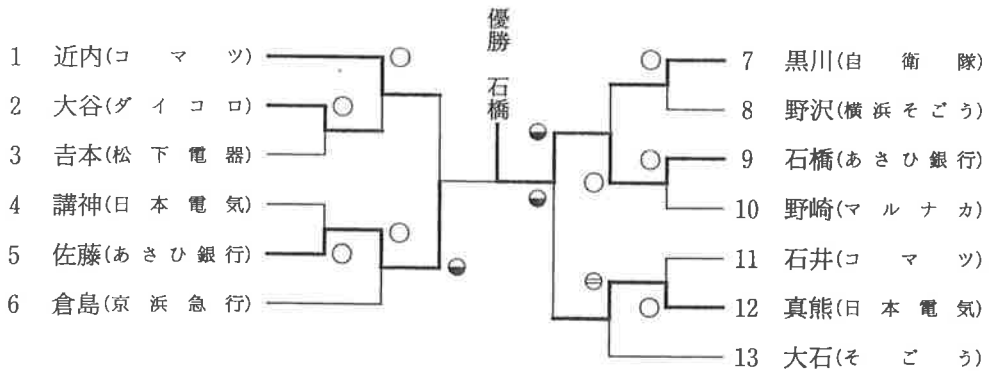 優勝 石橋
1 近内(コマツ)
2 大谷(ダイコロ)
3 吉本(松下電器)
4 講神(日本電気)
5 佐藤(あさひ銀行)
6 倉島(京浜急行)
7 黒川(自衛隊)
8 野沢(横浜そごう)
9 石橋(あさひ銀行)
10 野崎(マルナカ)
11 石井(コマツ)
12 真熊(日本電気)
13 大石(そごう)